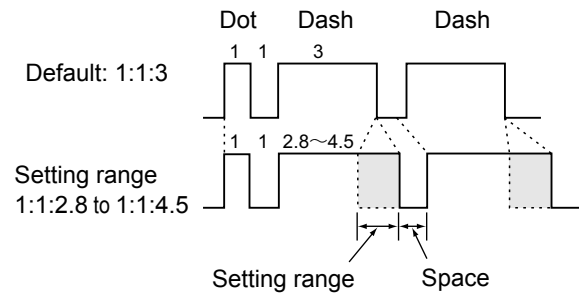 Dot Dash Dash
1 1 3
Default: 1:1:3
1 1 2.8～4.5
Setting range
1:1:2.8 to 1:1:4.5
Setting range Space